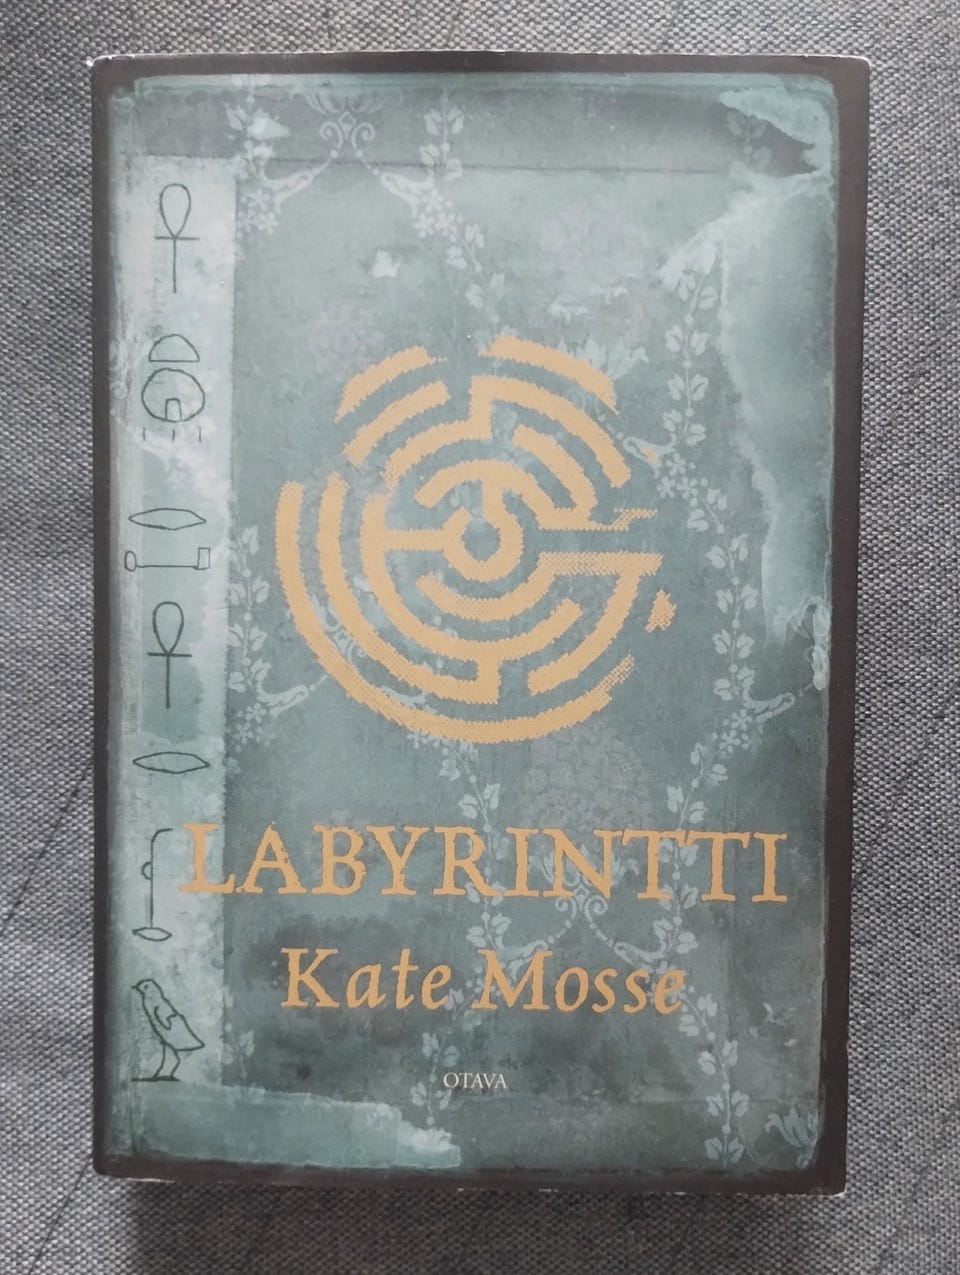 LABYRINTTI
Kate Mosse
OTAVA